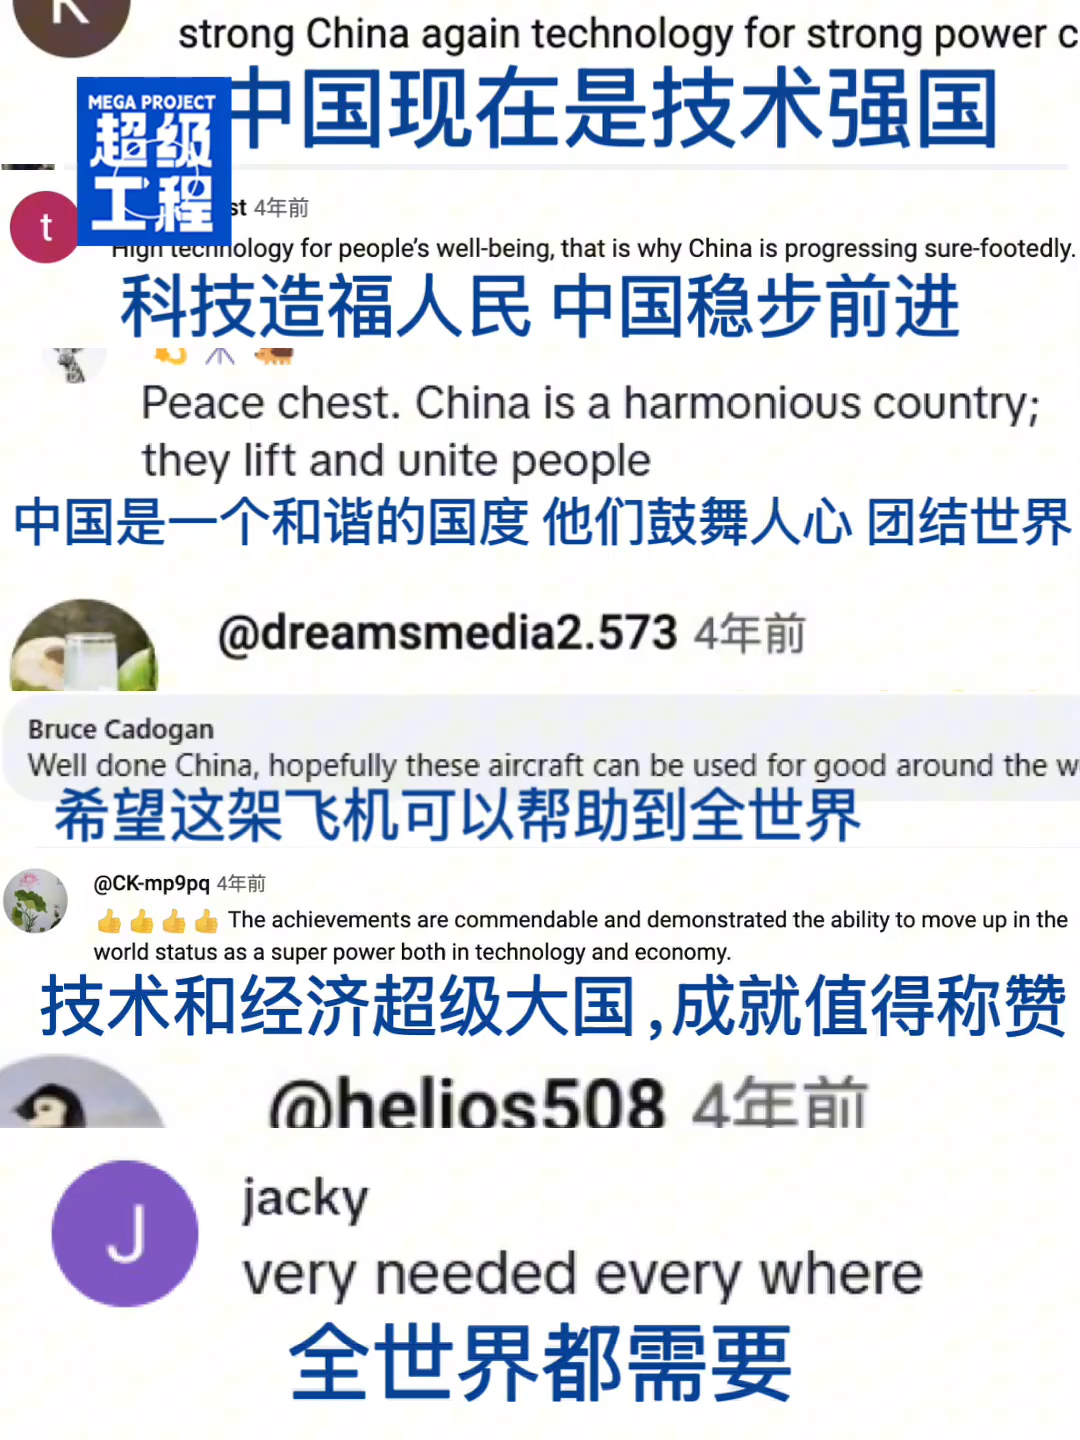 K
strong China again technology for strong power c
中国现在是技术强国
MEGA PROJECT
超级
工程
t
st 4年前
High technology for people's well-being, that is why China is progressing sure-footedly.
科技造福人民 中国稳步前进
Peace chest. China is a harmonious country;
they lift and unite people
中国是一个和谐的国度 他们鼓舞人心 团结世界
@dreamsmedia2.573 4年前
Bruce Cadogan
Well done China, hopefully these aircraft can be used for good around the w
希望这架飞机可以帮助到全世界
@CK-mp9pq 4年前
👍👍👍👍 The achievements are commendable and demonstrated the ability to move up in the
world status as a super power both in technology and economy.
技术和经济超级大国,成就值得称赞
@helios508 4年前
J
jacky
very needed every where
全世界都需要